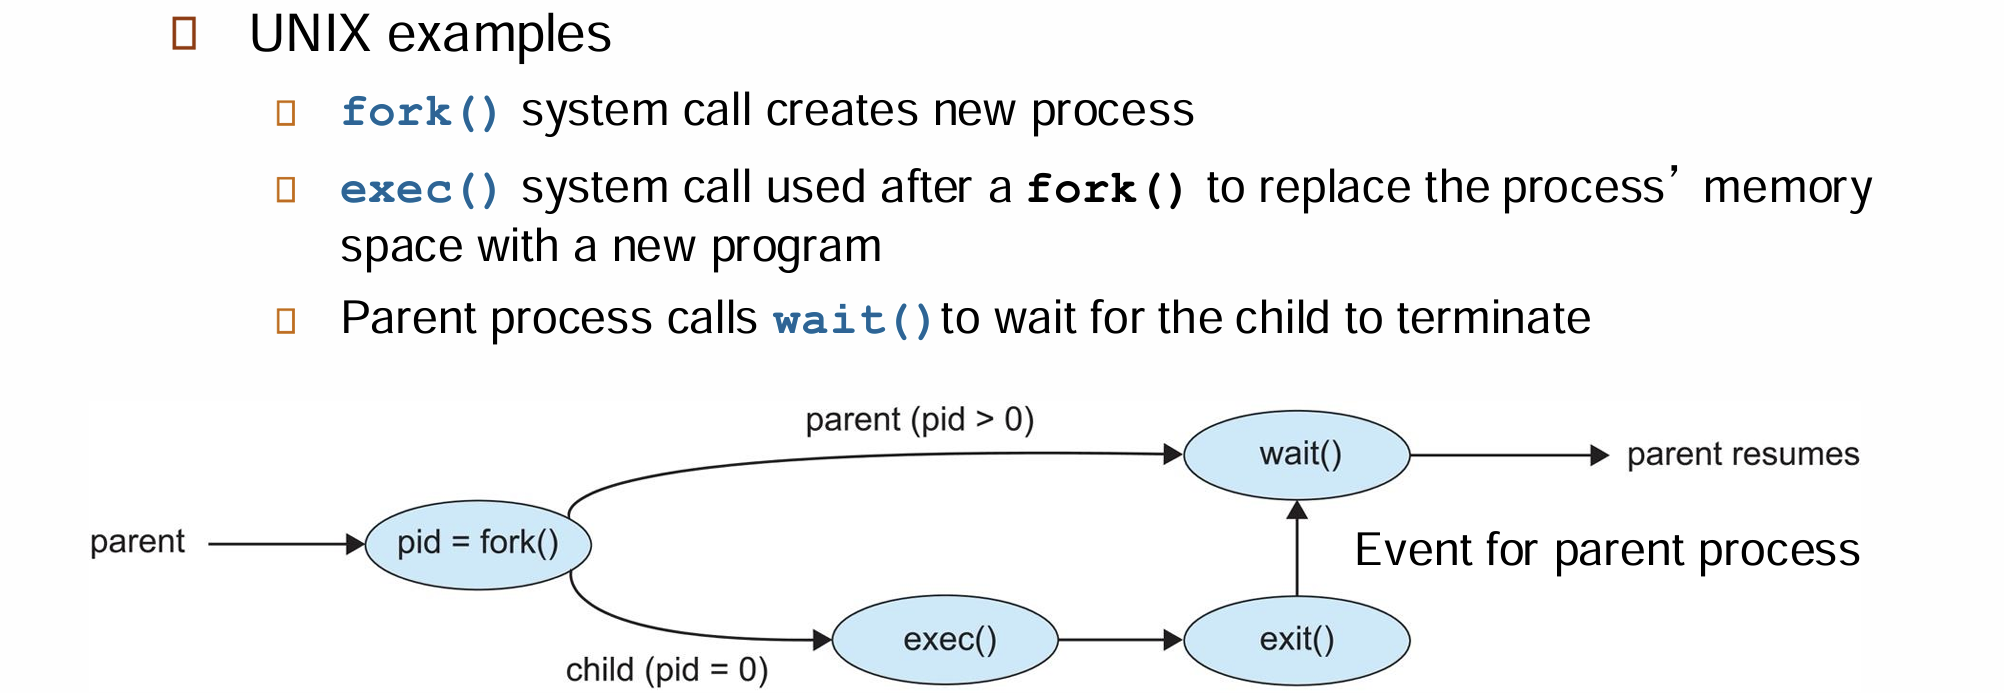 UNIX examples
fork() system call creates new process
exec() system call used after a fork() to replace the process’ memory
space with a new program
Parent process calls wait() to wait for the child to terminate
parent (pid > 0)
wait()
parent resumes
parent
pid = fork()
Event for parent process
exec()
exit()
child (pid = 0)